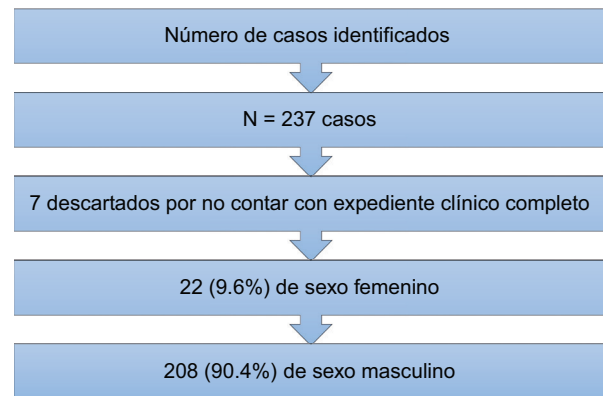 Número de casos identificados
N = 237 casos
7 descartados por no contar con expediente clínico completo
22 (9.6%) de sexo femenino
208 (90.4%) de sexo masculino